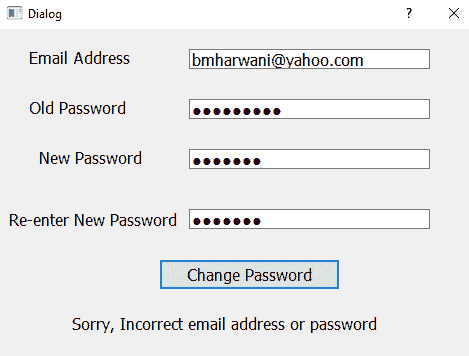 Dialog ?
Email Address bmharwani@yahoo.com
Old Password ●●●●●●●●●
New Password ●●●●●●●
Re-enter New Password ●●●●●●●
Change Password
Sorry, Incorrect email address or password